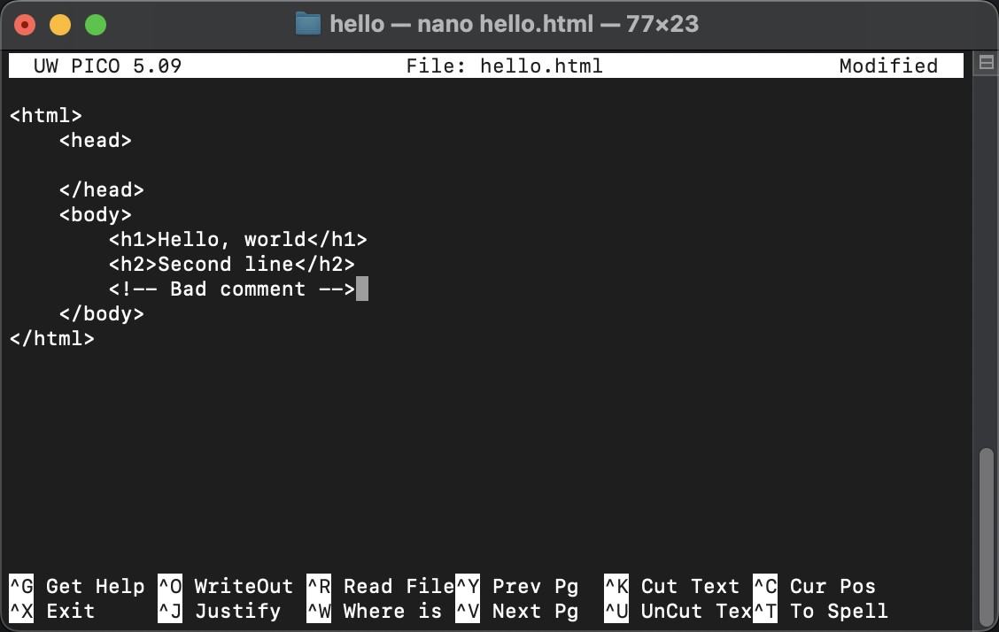 hello — nano hello.html — 77×23
UW PICO 5.09 File: hello.html Modified
<html>
<head>
</head>
<body>
<h1>Hello, world</h1>
<h2>Second line</h2>
<!-- Bad comment -->
</body>
</html>
^G Get Help ^O WriteOut ^R Read File ^Y Prev Pg ^K Cut Text ^C Cur Pos
^X Exit ^J Justify ^W Where is ^V Next Pg ^U UnCut Tex ^T To Spell